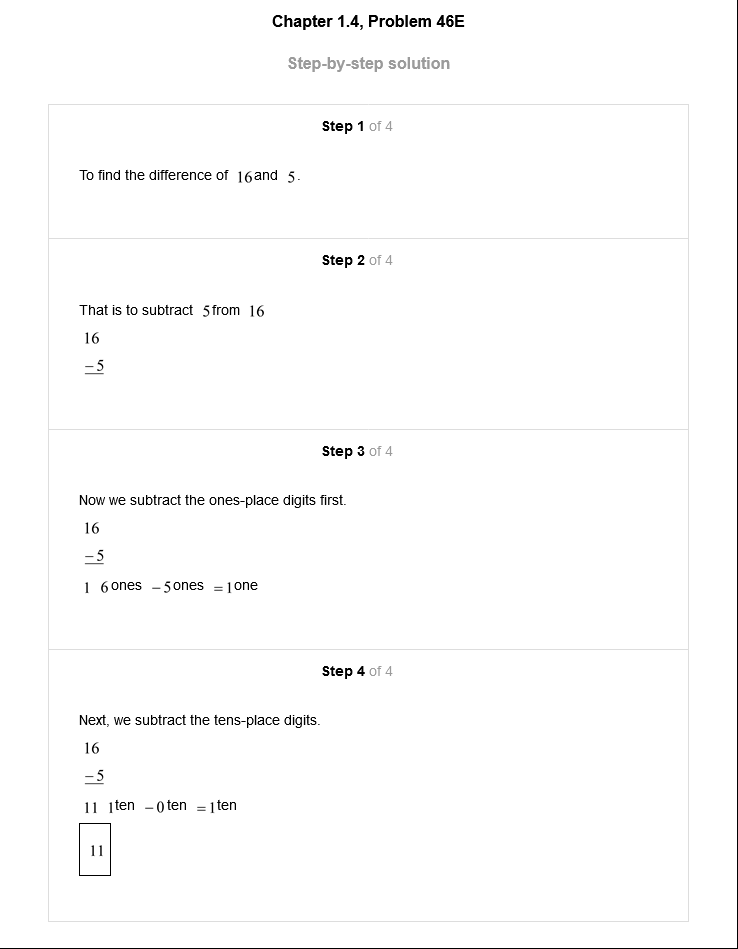 Chapter 1.4, Problem 46E
Step-by-step solution
Step 1 of 4
To find the difference of 16 and 5.
Step 2 of 4
That is to subtract 5 from 16
16
−5
Step 3 of 4
Now we subtract the ones-place digits first.
16
−5
1 6 ones −5 ones =1 one
Step 4 of 4
Next, we subtract the tens-place digits.
16
−5
11 1 ten −0 ten =1 ten
11